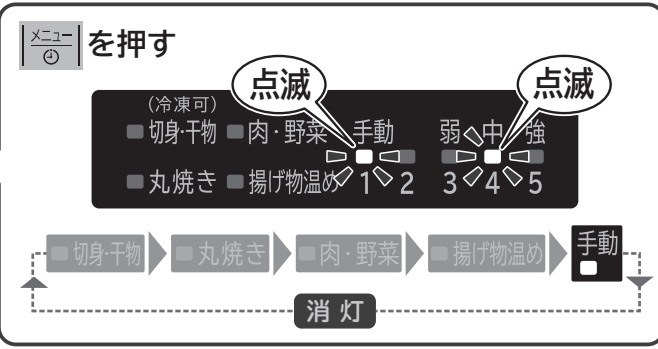 メニュー を押す
点滅 点滅
(冷凍可)
切身・干物 肉・野菜 手動 弱 中 強
丸焼き 揚げ物温め 1 2 3 4 5
切身・干物 丸焼き 肉・野菜 揚げ物温め 手動
消灯